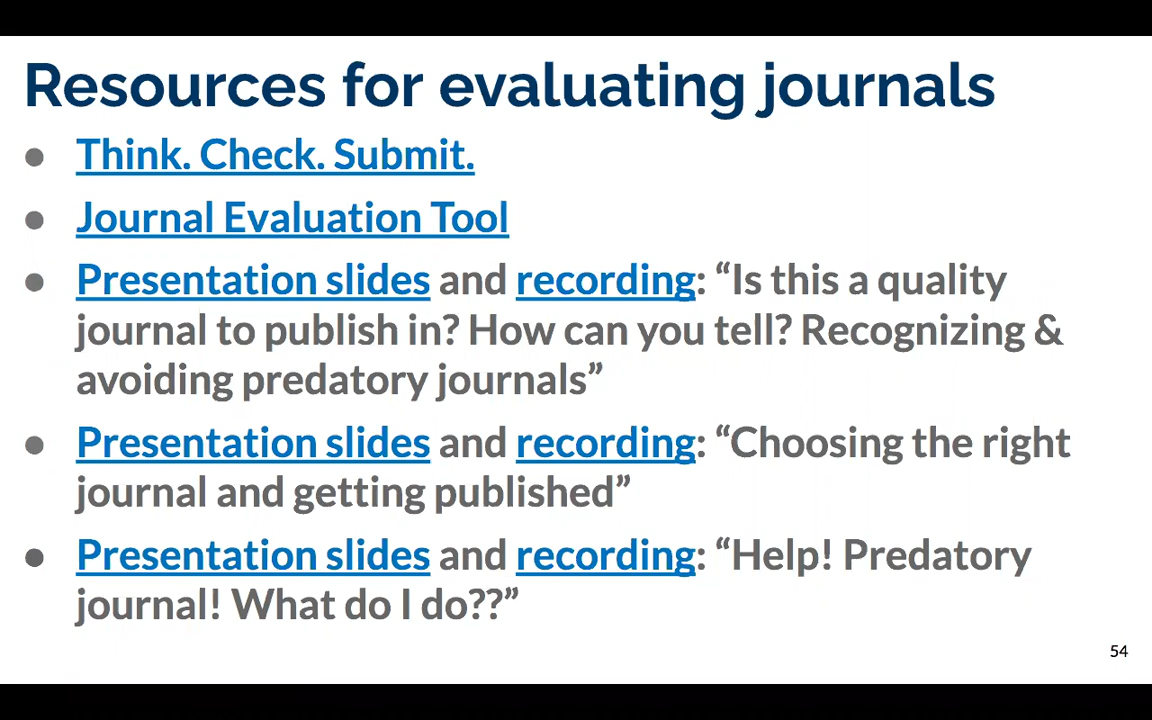 Resources for evaluating journals
● Think. Check. Submit.
● Journal Evaluation Tool
● Presentation slides and recording: “Is this a quality
journal to publish in? How can you tell? Recognizing &
avoiding predatory journals”
● Presentation slides and recording: “Choosing the right
journal and getting published”
● Presentation slides and recording: “Help! Predatory
journal! What do I do??”
54